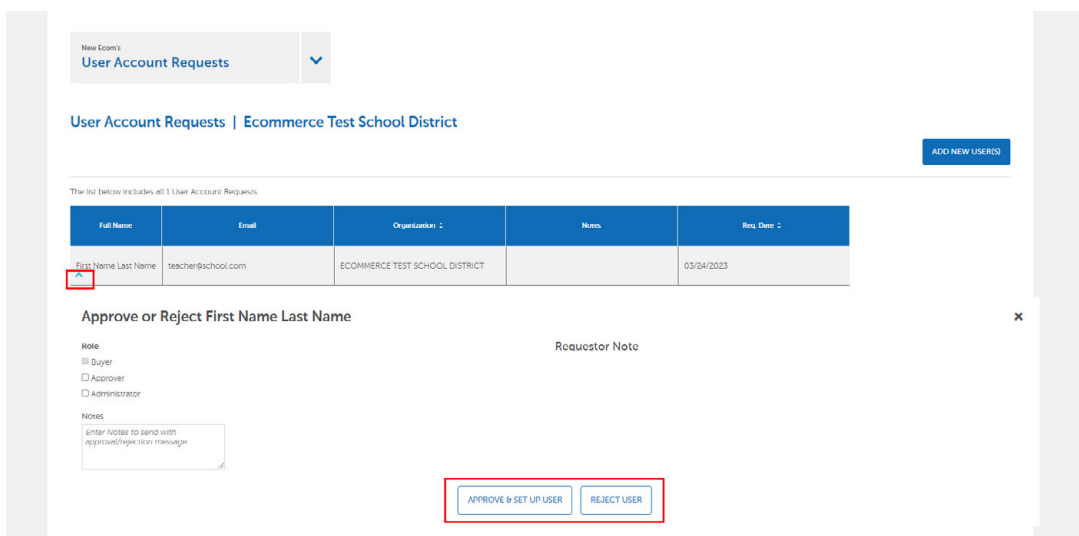 New Ecom's
User Account Requests
User Account Requests | Ecommerce Test School District
ADD NEW USER(S)
The list below includes all 1 User Account Requests
Full Name Email Organization Notes Req. Date
First Name Last Name teacher@school.com ECOMMERCE TEST SCHOOL DISTRICT 03/24/2023
Approve or Reject First Name Last Name
Role Requestor Note
Buyer
Approver
Administrator
Notes
Enter Notes to send with
approval/rejection message
APPROVE & SET UP USER REJECT USER